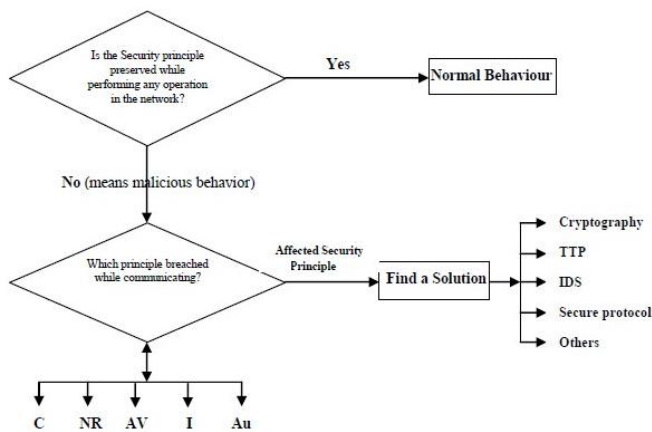 Is the Security principle
preserved while
performing any operation
in the network?
Yes
Normal Behaviour
No (means malicious behavior)
Which principle breached
while communicating?
Affected Security
Principle
Find a Solution
Cryptography
TTP
IDS
Secure protocol
Others
C NR AV I Au